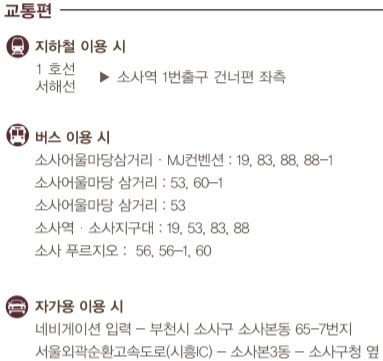 교통편
지하철 이용 시
1 호선
서해선
▶ 소사역 1번출구 건너편 좌측
버스 이용 시
소사어울마당삼거리 · MJ컨벤션 : 19, 83, 88, 88-1
소사어울마당 삼거리 : 53, 60-1
소사어울마당 삼거리 : 53
소사역 · 소사지구대 : 19, 53, 83, 88
소사 푸르지오 : 56, 56-1, 60
자가용 이용 시
네비게이션 입력 - 부천시 소사구 소사본동 65-7번지
서울외곽순환고속도로(시흥IC) - 소사본3동 - 소사구청 옆